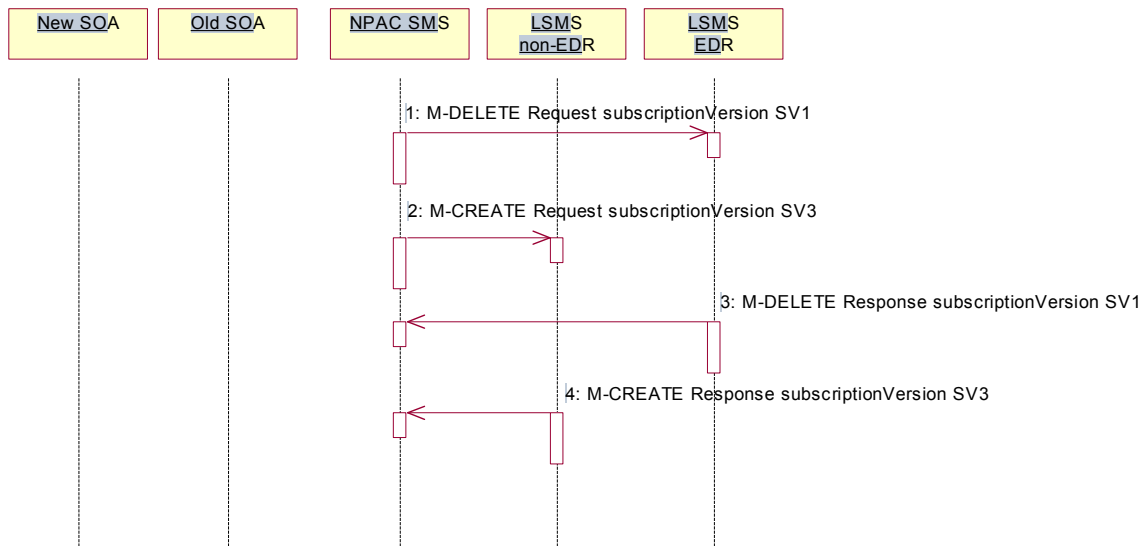 New SOA
Old SOA
NPAC SMS
LSMS
non-EDR
LSMS
EDR
1: M-DELETE Request subscriptionVersion SV1
2: M-CREATE Request subscriptionVersion SV3
3: M-DELETE Response subscriptionVersion SV1
4: M-CREATE Response subscriptionVersion SV3